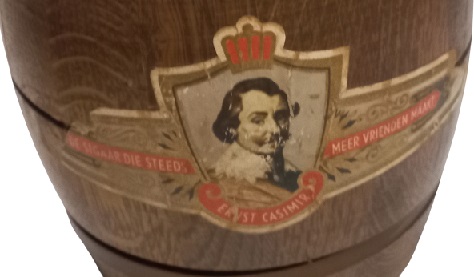 DE SIGAAR DIE STEEDS
MEER VRIENDEN MAAKT
ERNST CASIMIR